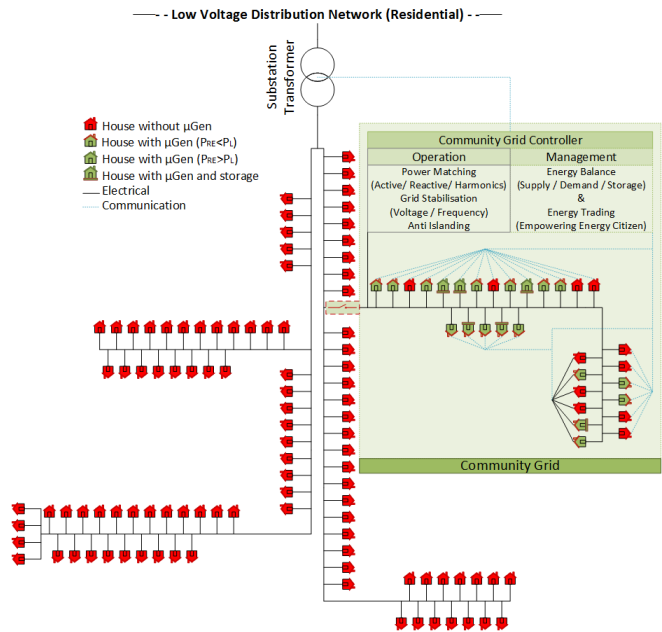 - - Low Voltage Distribution Network (Residential) - -
Substation
Transformer
House without µGen
House with µGen (PRE<PL)
House with µGen (PRE>PL)
House with µGen and storage
Electrical
Communication
Community Grid Controller
Operation
Management
Power Matching
(Active/ Reactive/ Harmonics)
Grid Stabilisation
(Voltage / Frequency)
Anti Islanding
Energy Balance
(Supply / Demand / Storage)
&
Energy Trading
(Empowering Energy Citizen)
Community Grid